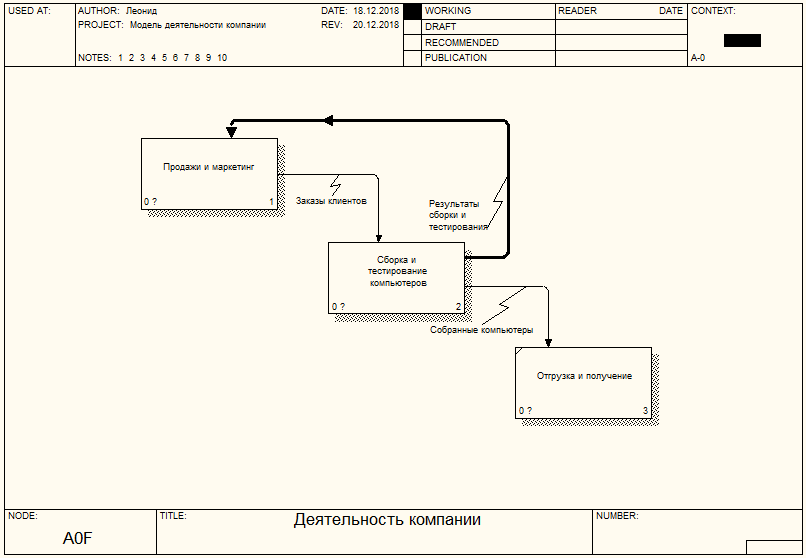 USED AT:
AUTHOR: Леонид
DATE: 18.12.2018
PROJECT: Модель деятельности компании
REV: 20.12.2018
NOTES: 1 2 3 4 5 6 7 8 9 10
WORKING
DRAFT
RECOMMENDED
PUBLICATION
READER DATE
CONTEXT:
A-0
Продажи и маркетинг
0 ? 1
Заказы клиентов
Результаты
сборки и
тестирования
Сборка и
тестирование
компьютеров
0 ? 2
Собранные компьютеры
Отгрузка и получение
0 ? 3
NODE:
A0F
TITLE:
Деятельность компании
NUMBER: